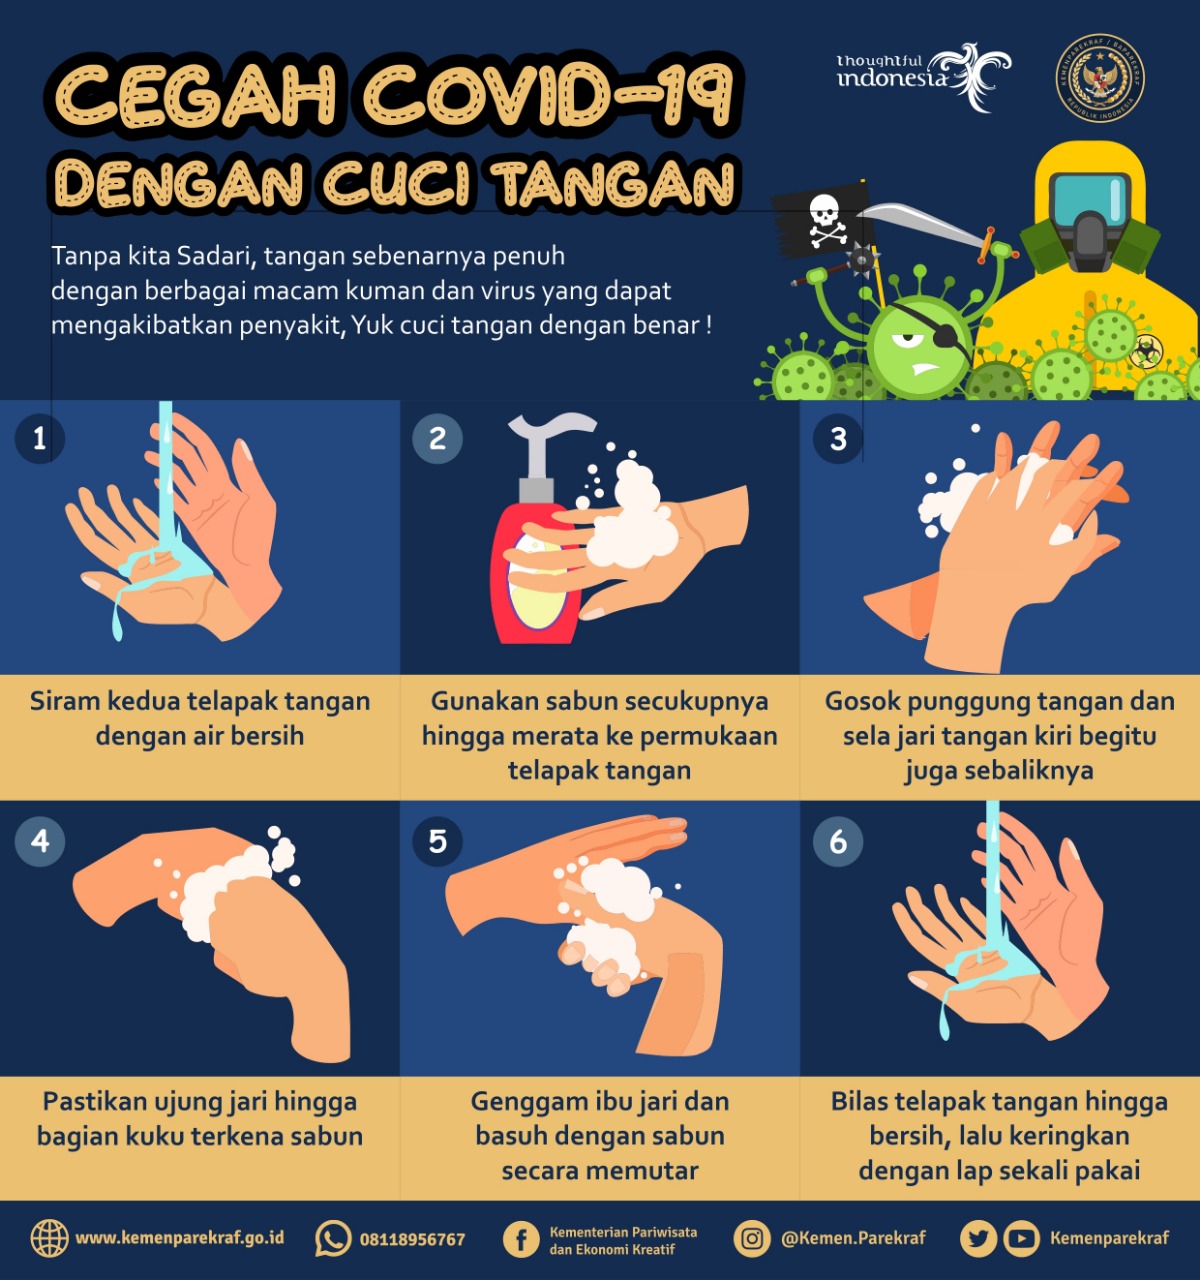 CEGAH COVID-19
DENGAN CUCI TANGAN
Thoughtful
indonesia
KEMENPAREKRAF / BAPAREKRAF
REPUBLIK INDONESIA
Tanpa kita Sadari, tangan sebenarnya penuh
dengan berbagai macam kuman dan virus yang dapat
mengakibatkan penyakit, Yuk cuci tangan dengan benar !
1
2
3
Siram kedua telapak tangan
dengan air bersih
Gunakan sabun secukupnya
hingga merata ke permukaan
telapak tangan
Gosok punggung tangan dan
sela jari tangan kiri begitu
juga sebaliknya
4
5
6
Pastikan ujung jari hingga
bagian kuku terkena sabun
Genggam ibu jari dan
basuh dengan sabun
secara memutar
Bilas telapak tangan hingga
bersih, lalu keringkan
dengan lap sekali pakai
www.kemenparekraf.go.id
08118956767
Kementerian Pariwisata
dan Ekonomi Kreatif
@Kemen.Parekraf
Kemenparekraf